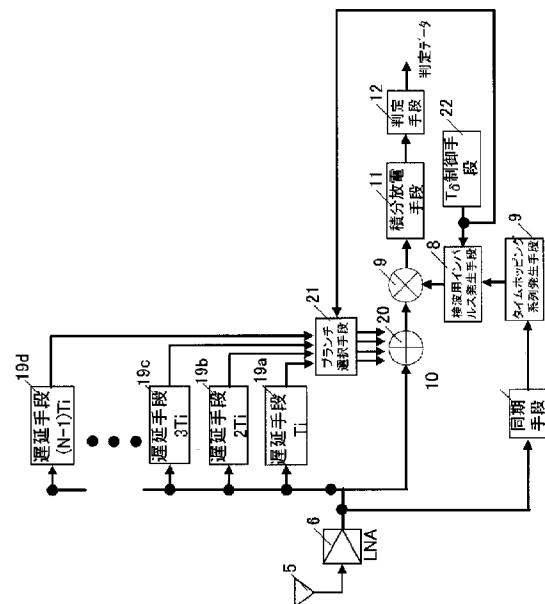 5
6
LNA
19d
遅延手段
(N-1)Ti
19c
遅延手段
3Ti
19b
遅延手段
2Ti
19a
遅延手段
Ti
21
ブランチ
選択手段
20
10
9
11
積分放電
手段
12
判定
手段
判定データ
22
Tδ制御手
段
8
検波用インパ
ルス発生手段
9
タイムホッピング
系列発生手段
同期
手段